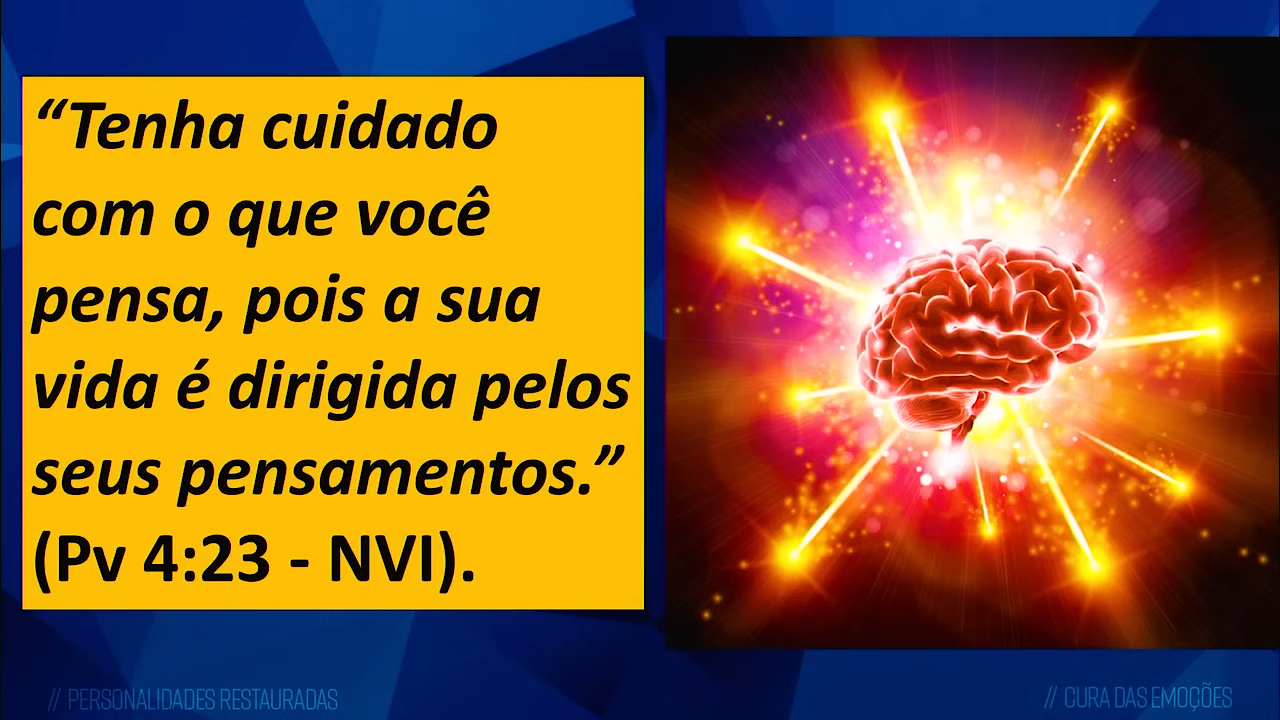 “Tenha cuidado
com o que você
pensa, pois a sua
vida é dirigida pelos
seus pensamentos.”
(Pv 4:23 - NVI).
// PERSONALIDADES RESTAURADAS
// CURA DAS EMOÇÕES